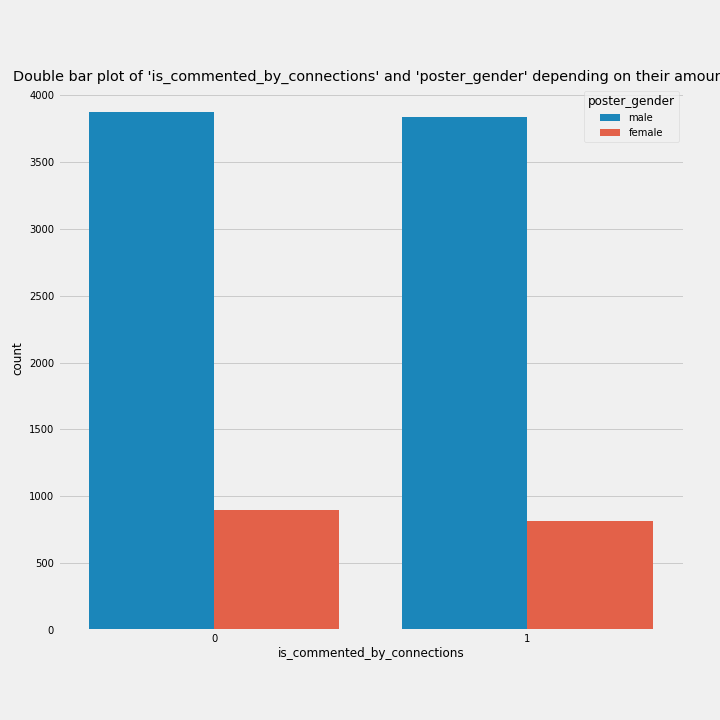 Double bar plot of 'is_commented_by_connections' and 'poster_gender' depending on their amour
poster_gender
male
female
4000
3500
3000
2500
2000
1500
1000
500
0
count
0 1
is_commented_by_connections